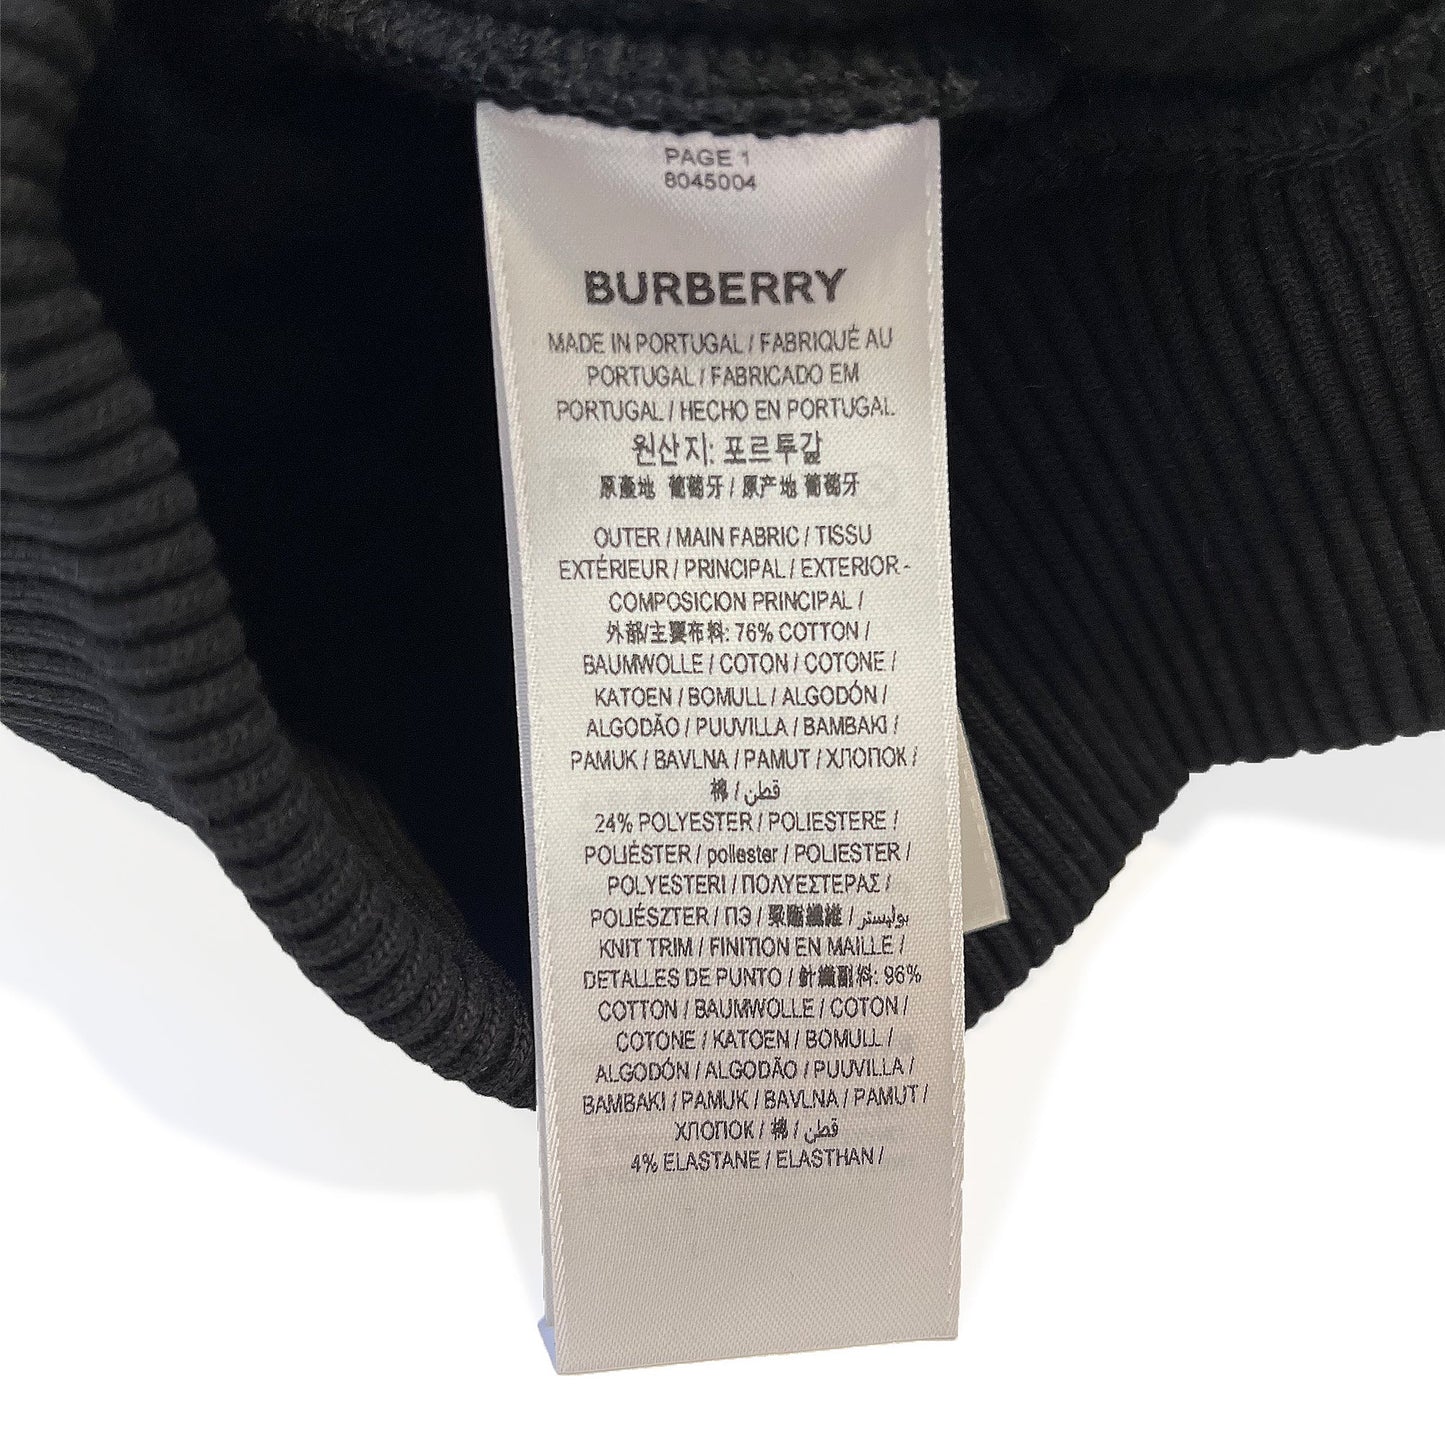 PAGE 1
8045004
BURBERRY
MADE IN PORTUGAL / FABRIQUÉ AU
PORTUGAL / FABRICADO EM
PORTUGAL / HECHO EN PORTUGAL
원산지: 포르투갈
原產地 葡萄牙 / 原产地 葡萄牙
OUTER / MAIN FABRIC / TISSU
EXTÉRIEUR / PRINCIPAL / EXTERIOR -
COMPOSICION PRINCIPAL /
外部/主要布料: 76% COTTON /
BAUMWOLLE / COTON / COTONE /
KATOEN / BOMULL / ALGODÓN /
ALGODÃO / PUUVILLA / BAMBAKI /
PAMUK / BAVLNA / PAMUT / ХЛОПОК /
棉 / قطن /
24% POLYESTER / POLIESTERE /
POLIÉSTER / poliester / POLIESTER /
POLYESTERI / ΠΟΛΥΕΣΤΕΡΑΣ /
POLIÉSZTER / ПЭ / 聚酯纖維 / بوليستر
KNIT TRIM / FINITION EN MAILLE /
DETALLES DE PUNTO / 針織副料: 96%
COTTON / BAUMWOLLE / COTON /
COTONE / KATOEN / BOMULL /
ALGODÓN / ALGODÃO / PUUVILLA /
BAMBAKI / PAMUK / BAVLNA / PAMUT /
ХЛОПОК / 棉 / قطن /
4% ELASTANE / ELASTHAN /